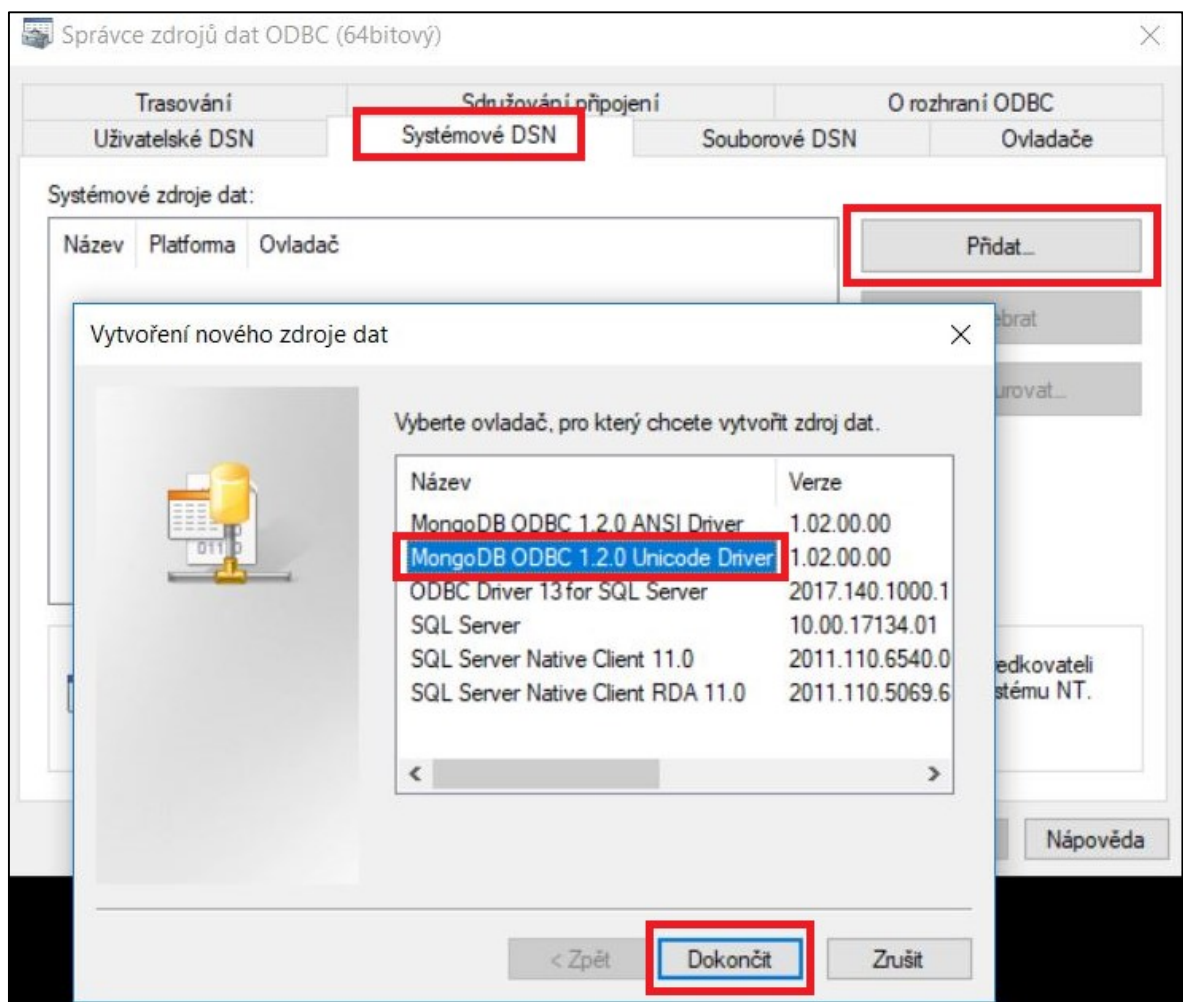 Správce zdrojů dat ODBC (64bitový)
Trasování Sdružování připojení O rozhraní ODBC
Uživatelské DSN Systémové DSN Souborové DSN Ovladače
Systémové zdroje dat:
Název Platforma Ovladač
Přidat...
ebrat
urovat...
Vytvoření nového zdroje dat
Vyberte ovladač, pro který chcete vytvořit zdroj dat.
Název Verze
MongoDB ODBC 1.2.0 ANSI Driver 1.02.00.00
MongoDB ODBC 1.2.0 Unicode Driver 1.02.00.00
ODBC Driver 13 for SQL Server 2017.140.1000.1
SQL Server 10.00.17134.01
SQL Server Native Client 11.0 2011.110.6540.0
SQL Server Native Client RDA 11.0 2011.110.5069.6
edkovateli
stému NT.
Nápověda
< Zpět Dokončit Zrušit